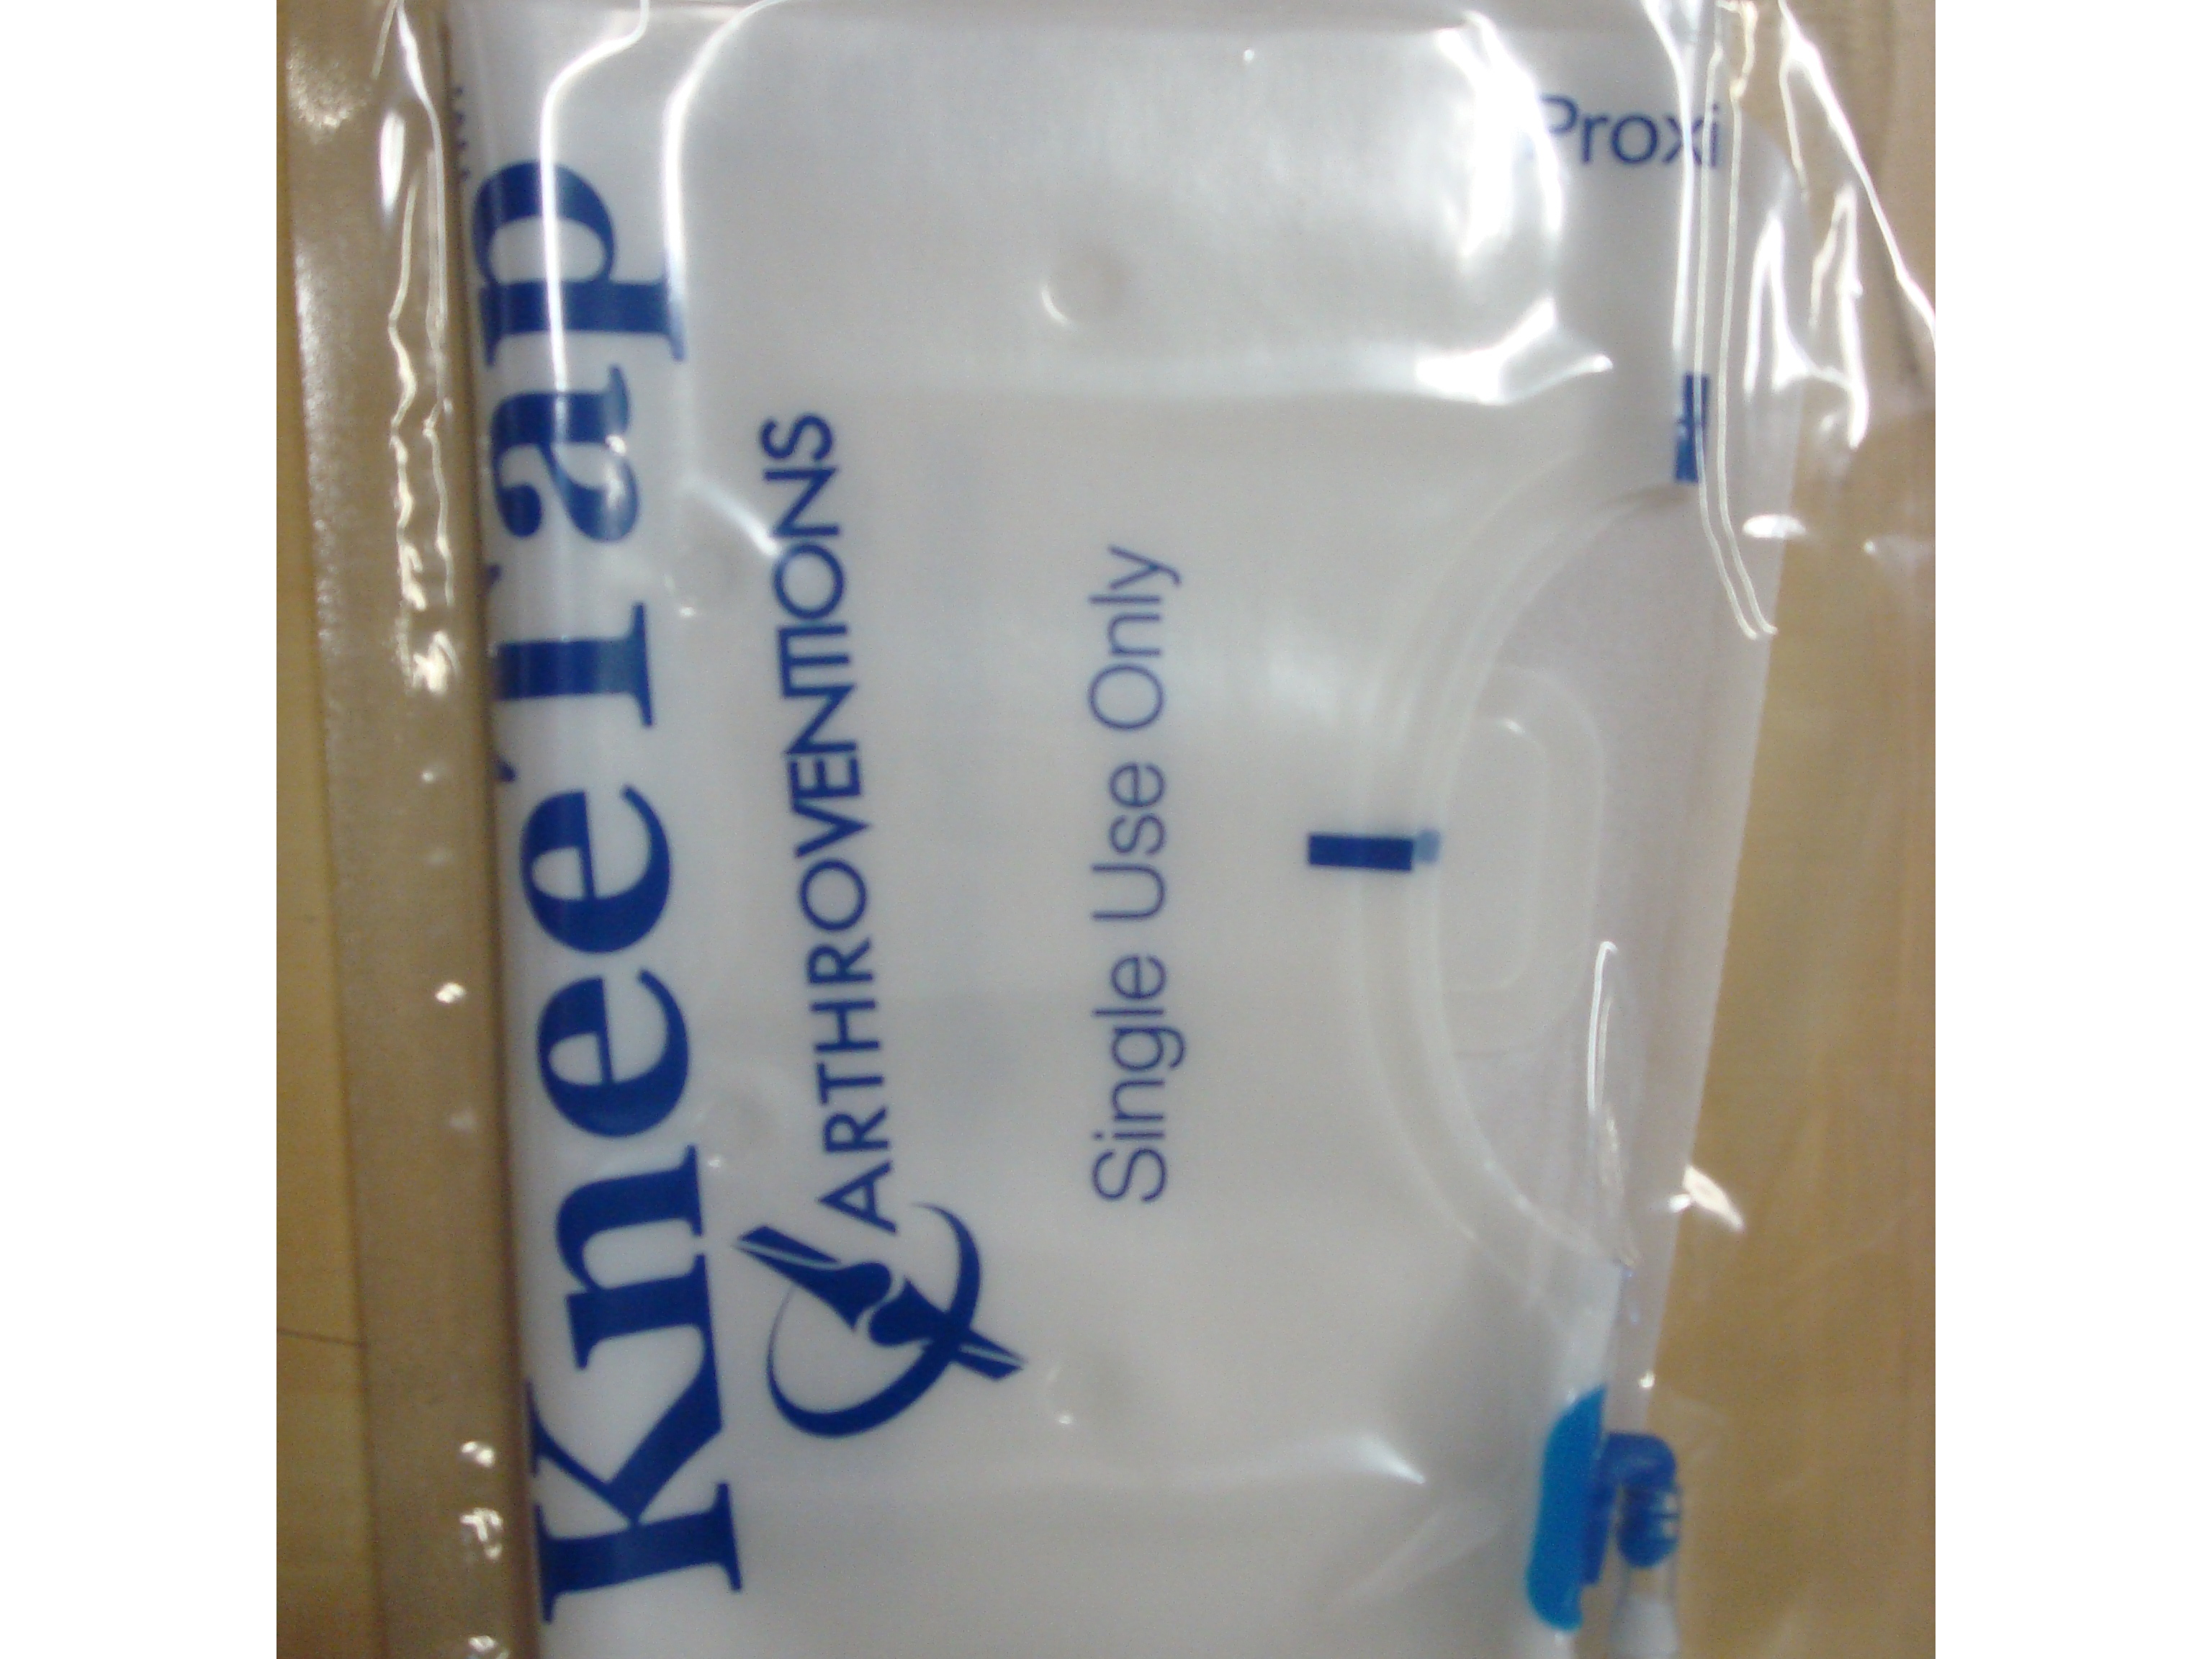 KneeTap
ARTHROVENTIONS
Single Use Only
Proxi